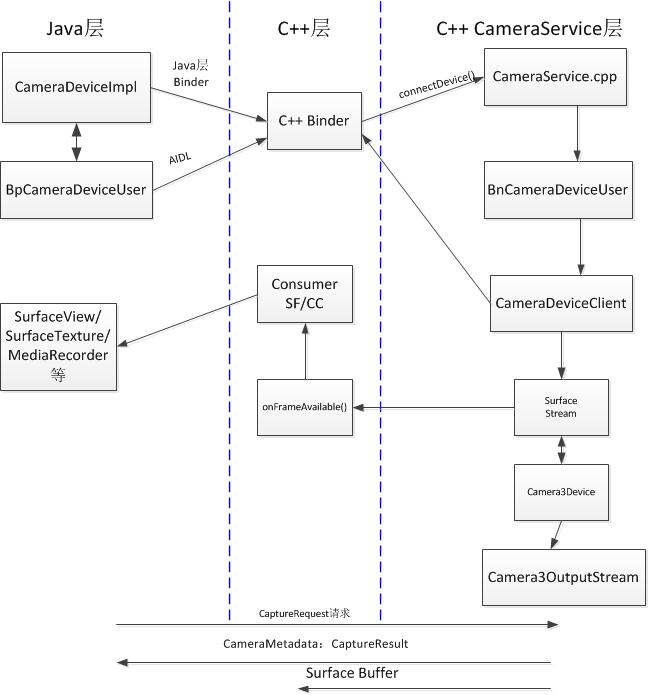 Java层
C++层
C++ CameraService层
CameraDeviceImpl
Java层
Binder
C++ Binder
connectDevice()
CameraService.cpp
BpCameraDeviceUser
AIDL
BnCameraDeviceUser
Consumer
SF/CC
CameraDeviceClient
SurfaceView/
SurfaceTexture/
MediaRecorder
等
onFrameAvailable()
Surface
Stream
Camera3Device
Camera3OutputStream
CaptureRequest请求
CameraMetadata：CaptureResult
Surface Buffer